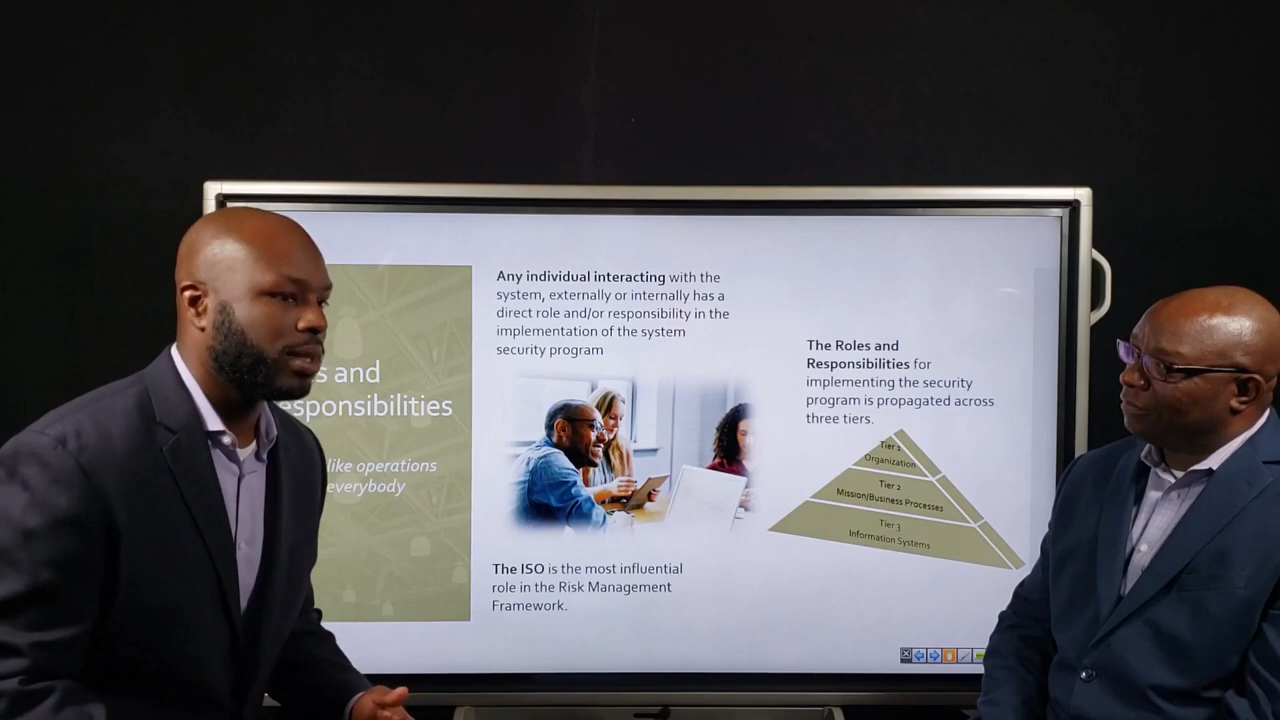 s and
esponsibilities
like operations
everybody
Any individual interacting with the
system, externally or internally has a
direct role and/or responsibility in the
implementation of the system
security program
The ISO is the most influential
role in the Risk Management
Framework.
The Roles and
Responsibilities for
implementing the security
program is propagated across
three tiers.
Tier 1
Organization
Tier 2
Mission/Business Processes
Tier 3
Information Systems